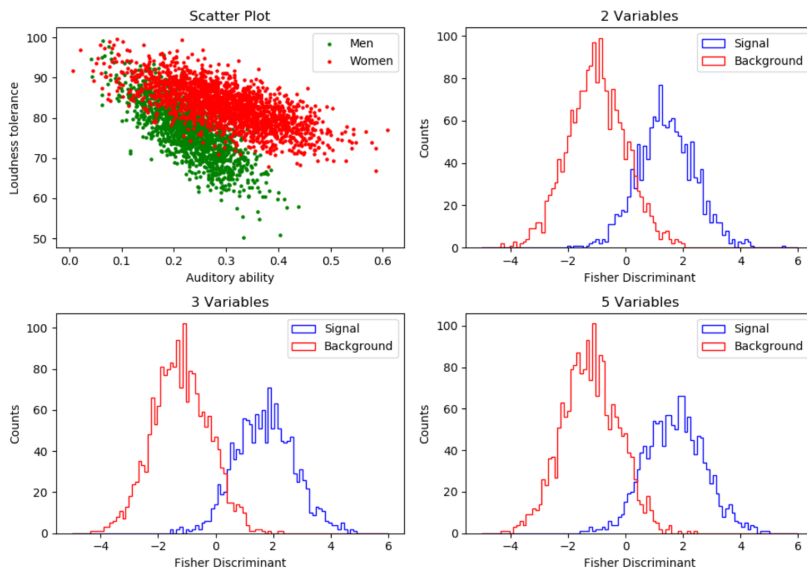 Scatter Plot
Men
Women
Loudness tolerance
100
90
80
70
60
50
0.0 0.1 0.2 0.3 0.4 0.5 0.6
Auditory ability
2 Variables
Signal
Background
Counts
100
80
60
40
20
0
−4 −2 0 2 4 6
Fisher Discriminant
3 Variables
Signal
Background
Counts
100
80
60
40
20
0
−4 −2 0 2 4 6
Fisher Discriminant
5 Variables
Signal
Background
Counts
100
80
60
40
20
0
−4 −2 0 2 4 6
Fisher Discriminant